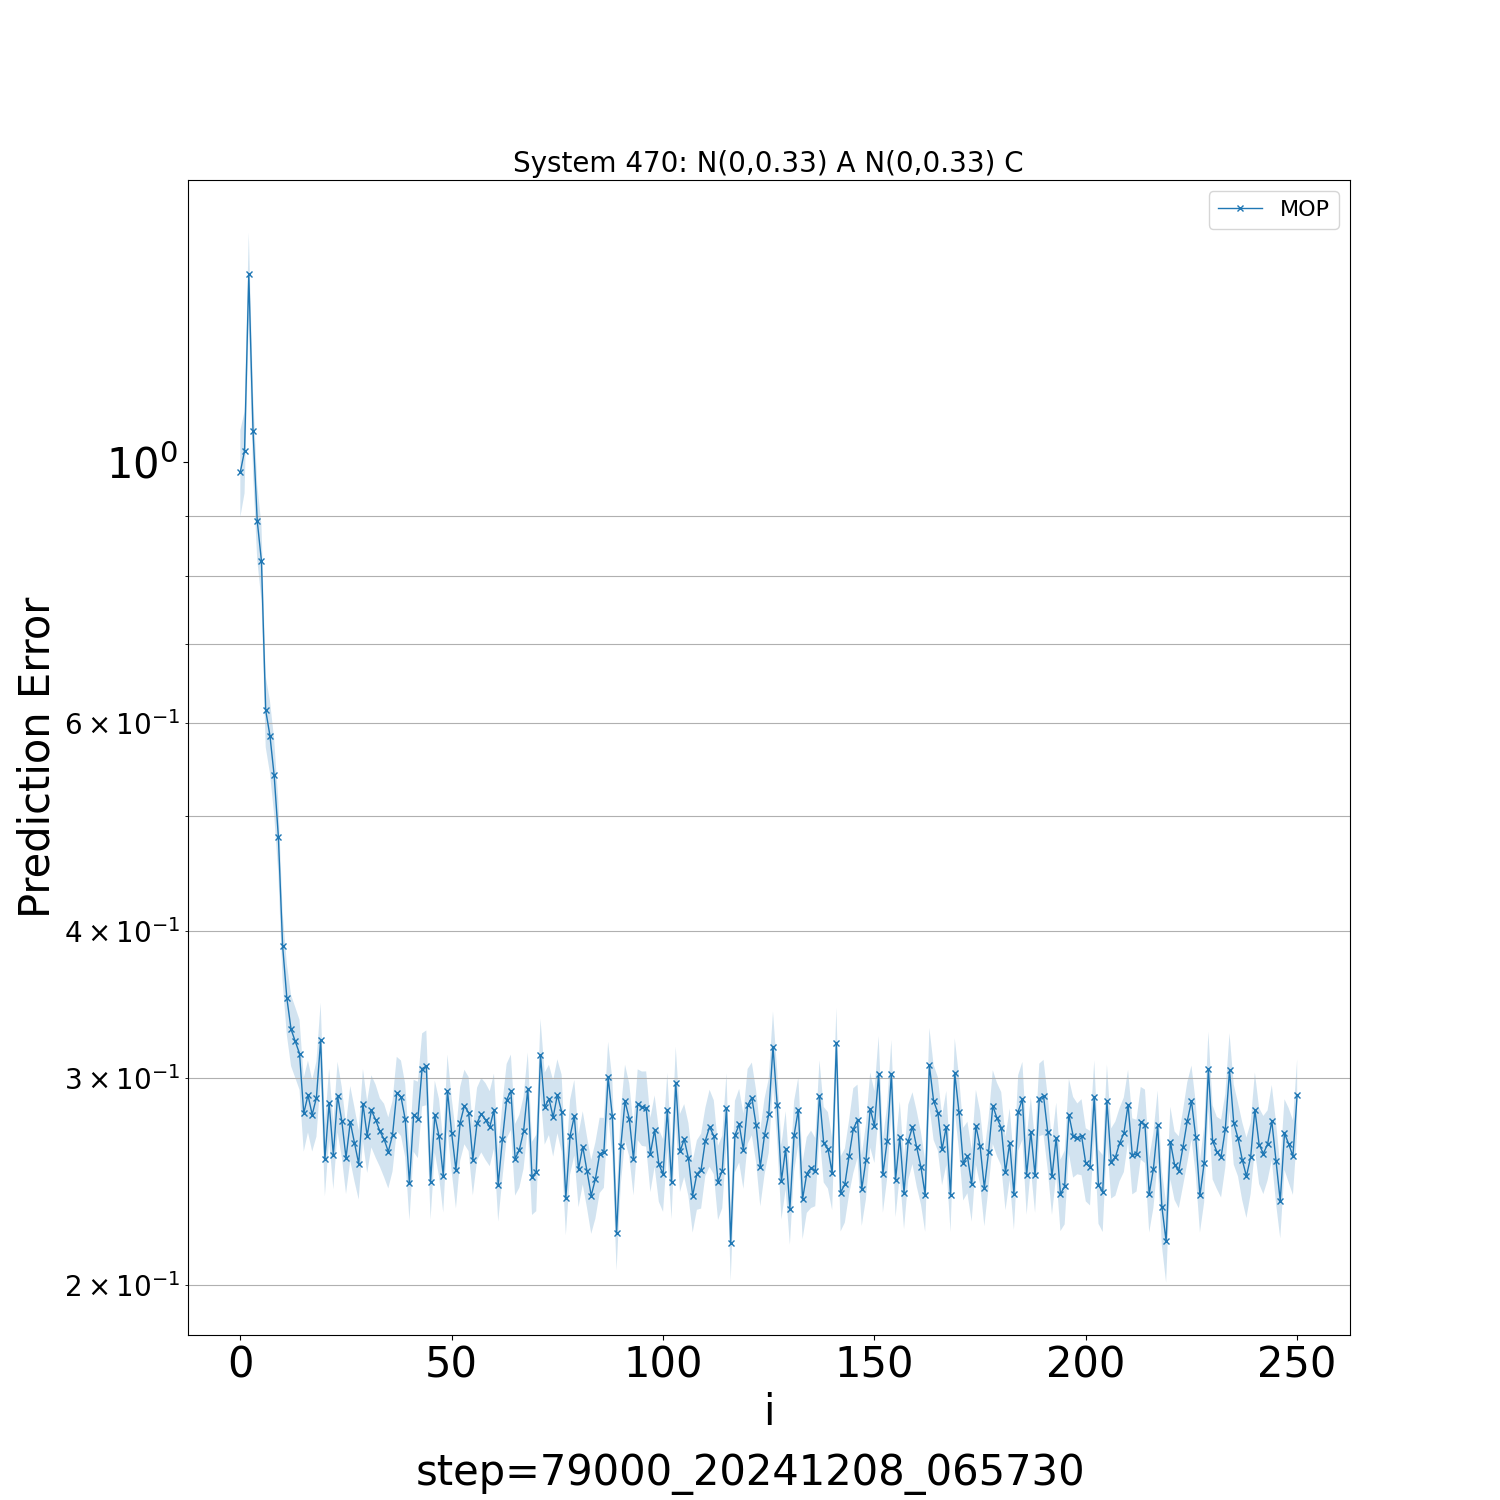 System 470: N(0,0.33) A N(0,0.33) C
MOP
Prediction Error
10⁰
6 × 10⁻¹
4 × 10⁻¹
3 × 10⁻¹
2 × 10⁻¹
0 50 100 150 200 250
i
step=79000_20241208_065730